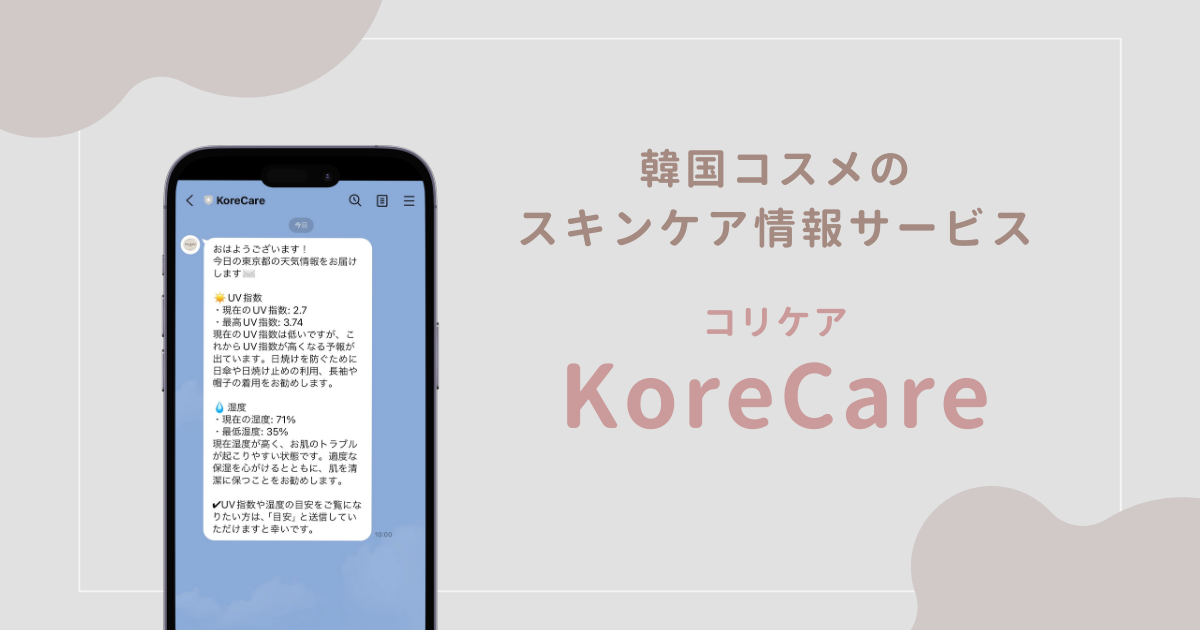 KoreCare
今日
おはようございます！
今日の東京都の天気情報をお届け
します
UV指数
・現在のUV指数: 2.7
・最高UV指数: 3.74
現在のUV指数は低いですが、こ
れからUV指数が高くなる予報が
出ています。日焼けを防ぐために
日傘や日焼け止めの利用、長袖や
帽子の着用をお勧めします。
湿度
・現在の湿度: 71%
・最低湿度: 35%
現在湿度が高く、お肌のトラブル
が起こりやすい状態です。適度な
保湿を心がけるとともに、肌を清
潔に保つことをお勧めします。
✔UV指数や湿度の目安をご覧にな
りたい方は、「目安」と送信してい
ただけますと幸いです。
10:00
韓国コスメの
スキンケア情報サービス
コリケア
KoreCare